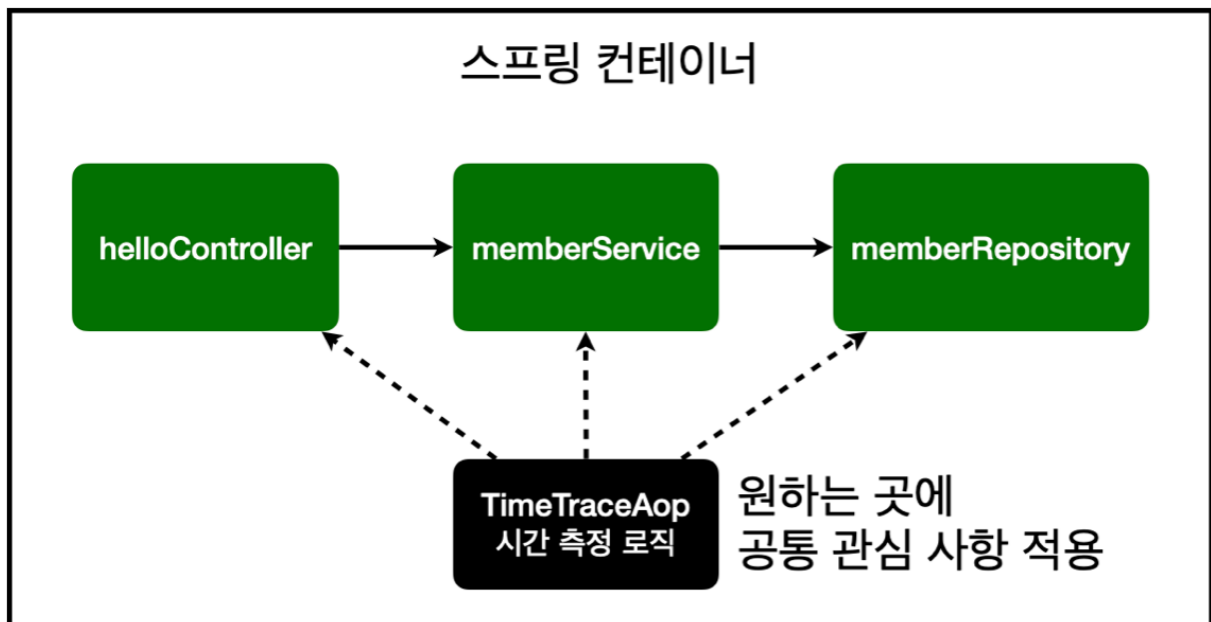 스프링 컨테이너
helloController
memberService
memberRepository
TimeTraceAop
시간 측정 로직
원하는 곳에
공통 관심 사항 적용